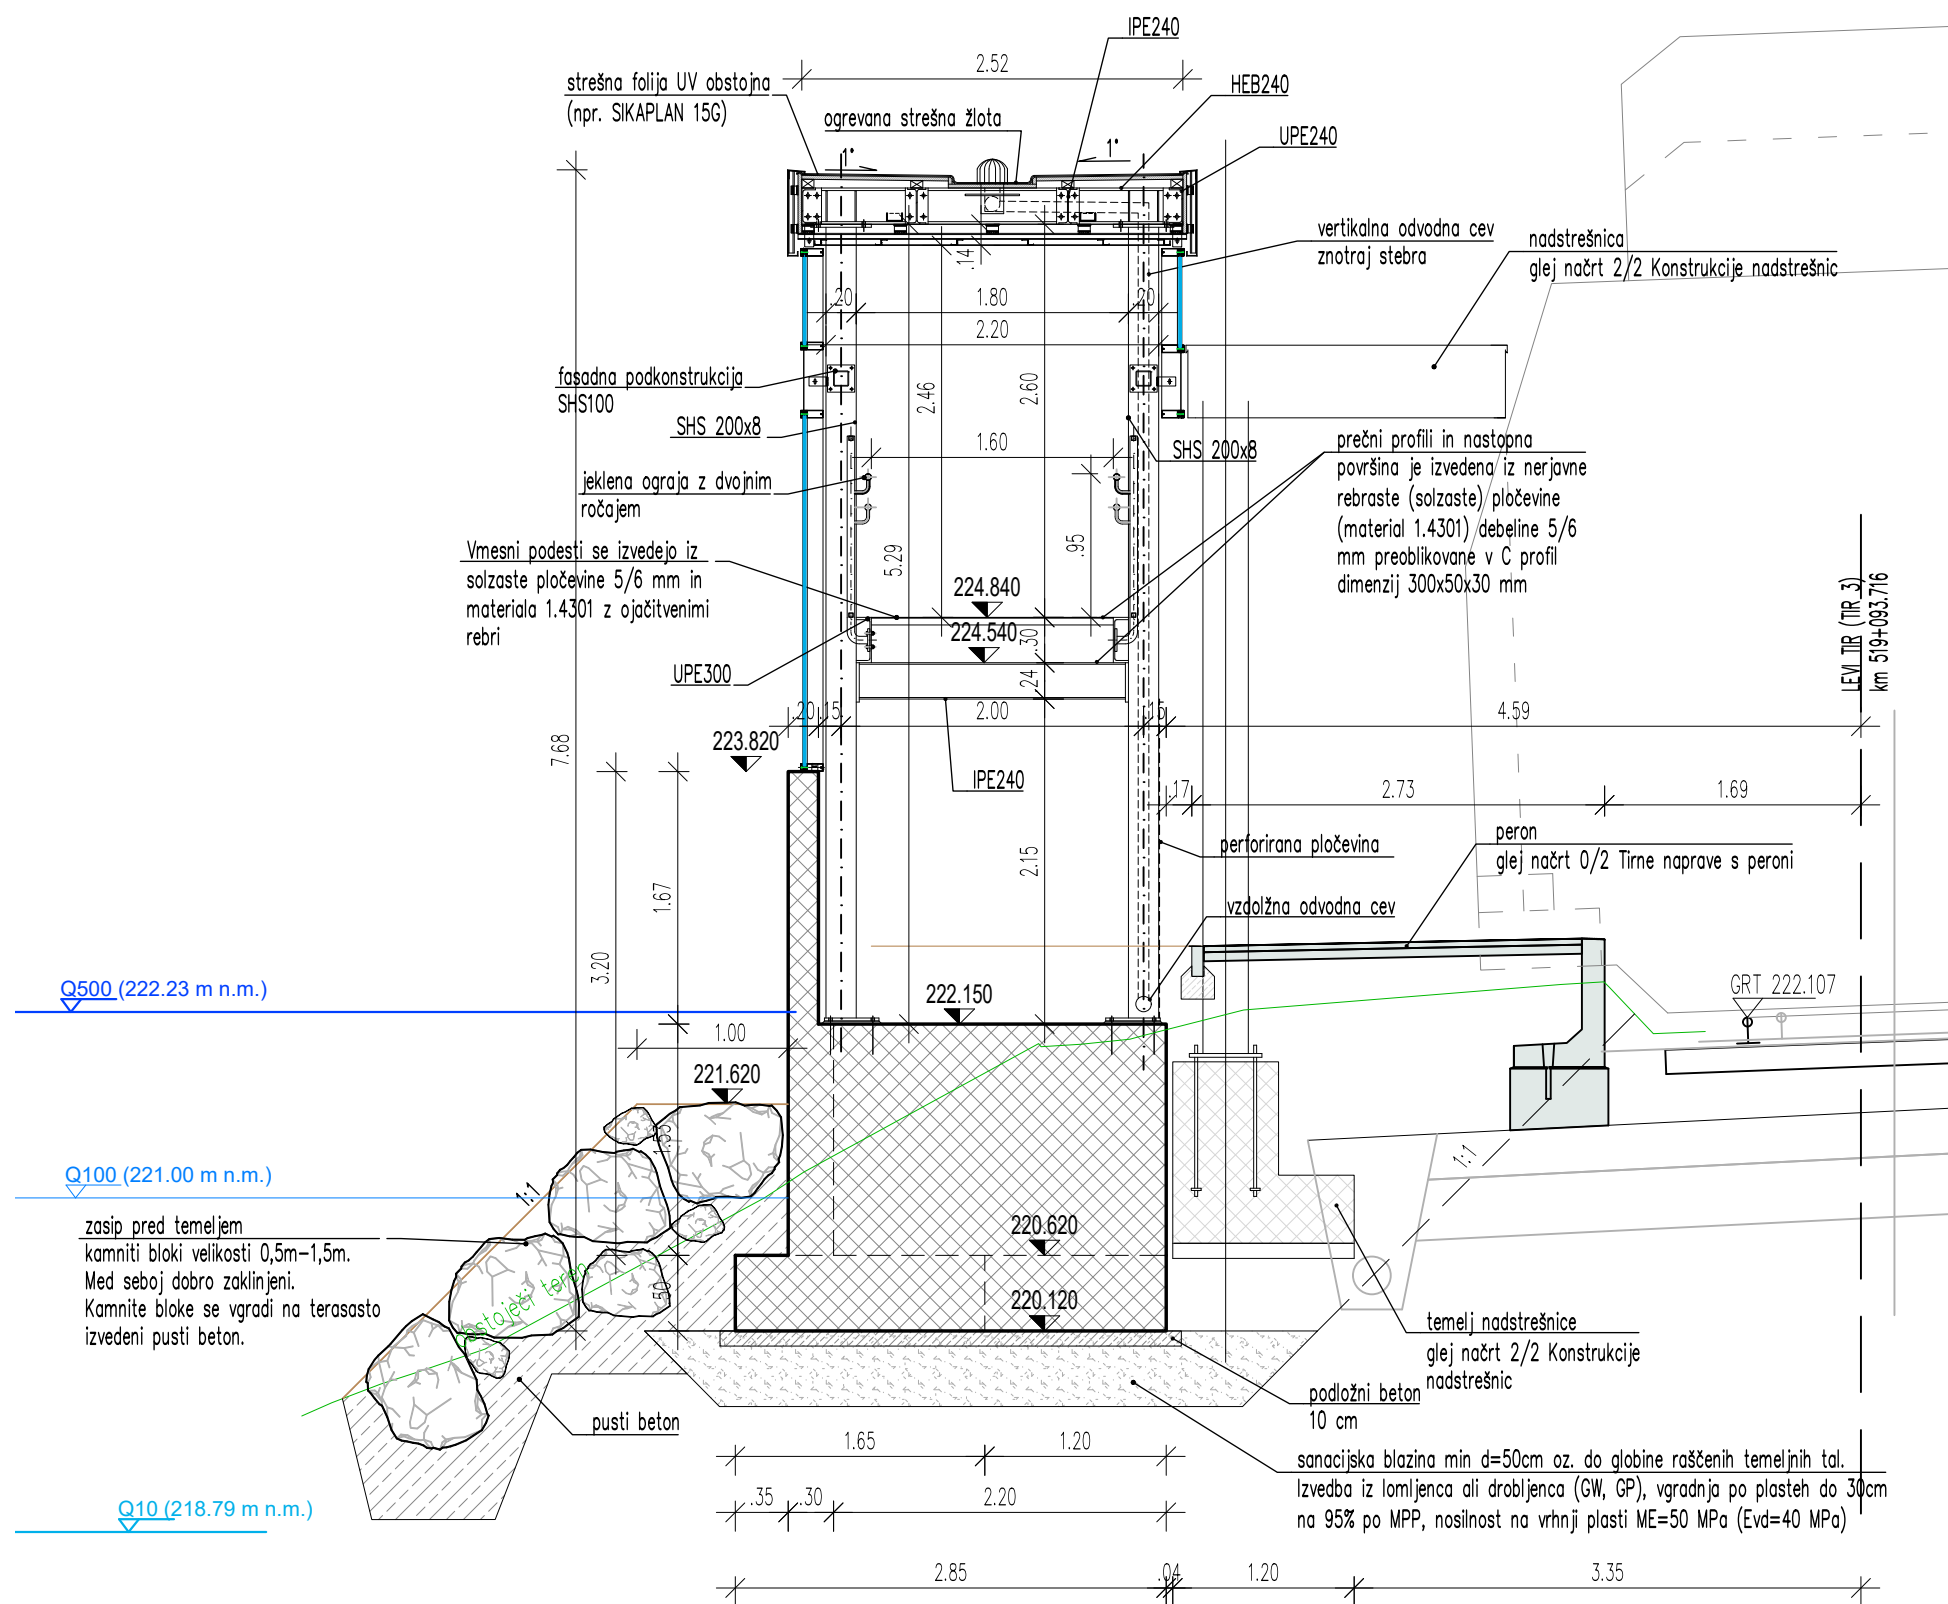 IPE240
2.52
strešna folija UV obstojna
(npr. SIKAPLAN 15G)
HEB240
ogrevana strešna žlota
UPE240
1°
1°
vertikalna odvodna cev
znotraj stebra
nadstrešnica
glej načrt 2/2 Konstrukcije nadstrešnic
.14
.20
1.80
.20
2.20
fasadna podkonstrukcija
SHS100
2.46
2.60
SHS 200x8
1.60
SHS 200x8
prečni profili in nastopna
površina je izvedena iz nerjavne
rebraste (solzaste) pločevine
(material 1.4301) debeline 5/6
mm preoblikovane v C profil
dimenzij 300x50x30 mm
jeklena ograja z dvojnim
ročajem
Vmesni podesti se izvedejo iz
solzaste pločevine 5/6 mm in
materiala 1.4301 z ojačitvenimi
rebri
5.29
.95
224.840
224.540
.30
.24
LEVI TIR (TIR 3)
km 519+093.716
UPE300
.20
.15
2.00
.15
4.59
7.68
223.820
IPE240
.17
2.73
1.69
peron
glej načrt 0/2 Tirne naprave s peroni
perforirana pločevina
2.15
1.67
vzdolžna odvodna cev
3.20
Q500 (222.23 m n.m.)
222.150
GRT 222.107
1.00
221.620
1.53
1:1
Q100 (221.00 m n.m.)
1:1
zasip pred temeljem
kamniti bloki velikosti 0,5m-1,5m.
Med seboj dobro zaklinjeni.
Kamnite bloke se vgradi na terasasto
izvedeni pusti beton.
220.620
obstoječi teren
.50
220.120
temelj nadstrešnice
glej načrt 2/2 Konstrukcije
nadstrešnic
podložni beton
10 cm
pusti beton
1.65
1.20
sanacijska blazina min d=50cm oz. do globine raščenih temeljnih tal.
Izvedba iz lomljenca ali drobljenca (GW, GP), vgradnja po plasteh do 30cm
na 95% po MPP, nosilnost na vrhnji plasti ME=50 MPa (Evd=40 MPa)
.35
.30
2.20
Q10 (218.79 m n.m.)
2.85
.04
1.20
3.35